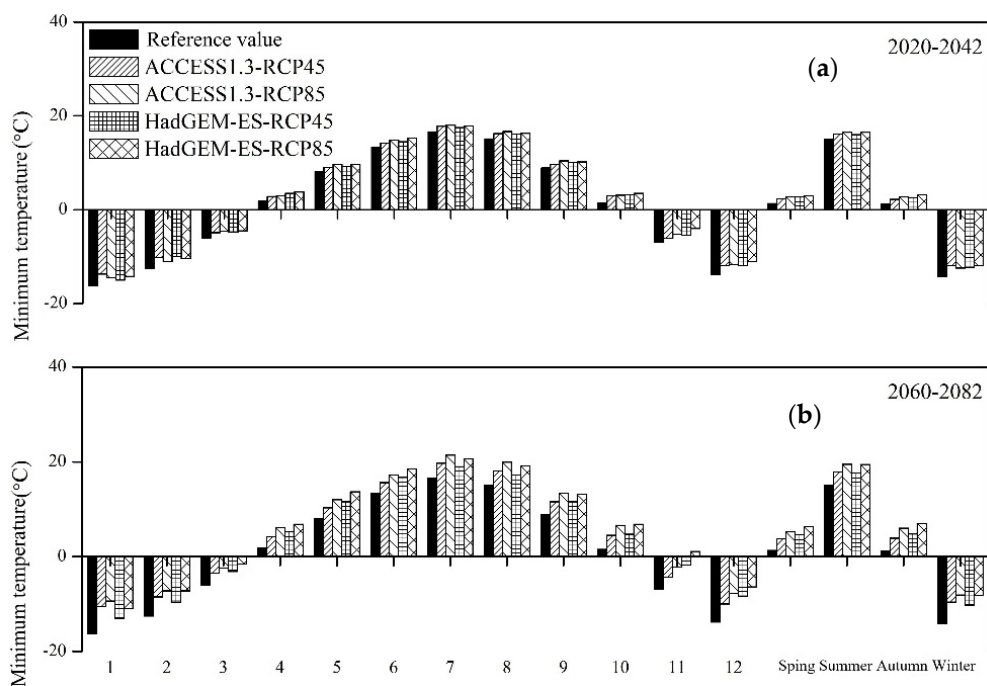 40
Reference value
2020-2042
ACCESS1.3-RCP45
(a)
ACCESS1.3-RCP85
20
HadGEM-ES-RCP45
HadGEM-ES-RCP85
0
-20
Minimum temperature (°C)
40
2060-2082
(b)
20
0
-20
Minimum temperature(°C)
1 2 3 4 5 6 7 8 9 10 11 12 Sping Summer Autumn Winter